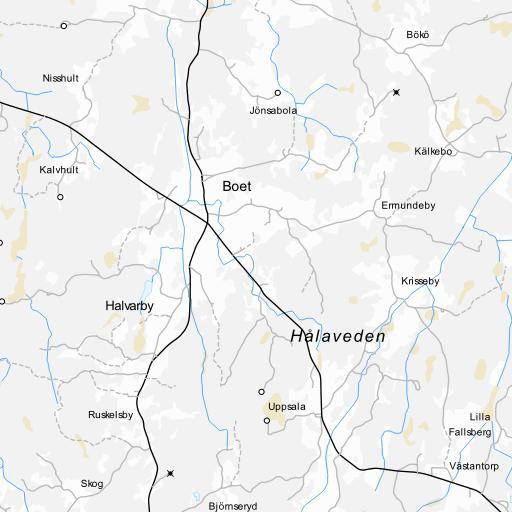 Bökö
Nisshult
Jönsabola
Kälkebo
Kalvhult
Boet
Ermundeby
Krisseby
Halvarby
Hålaveden
Uppsala
Ruskelsby
Lilla
Fallsberg
Västantorp
Skog
Björnseryd